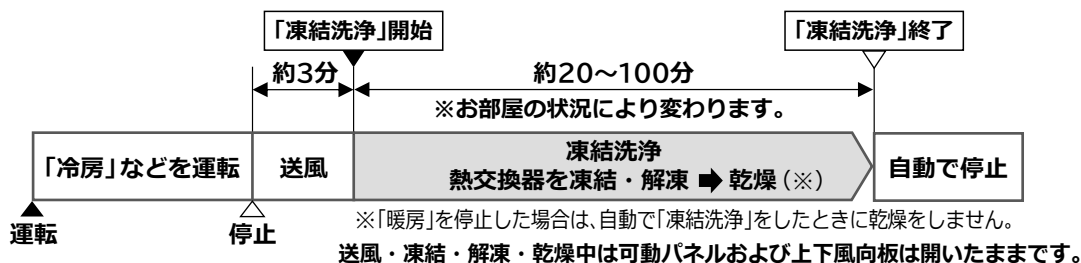 「凍結洗浄」開始
「凍結洗浄」終了
約3分
約20～100分
※お部屋の状況により変わります。
「冷房」などを運転
送風
凍結洗浄
熱交換器を凍結・解凍 ➡ 乾燥（※）
自動で停止
運転
停止
※「暖房」を停止した場合は、自動で「凍結洗浄」をしたときに乾燥をしません。
送風・凍結・解凍・乾燥中は可動パネルおよび上下風向板は開いたままです。